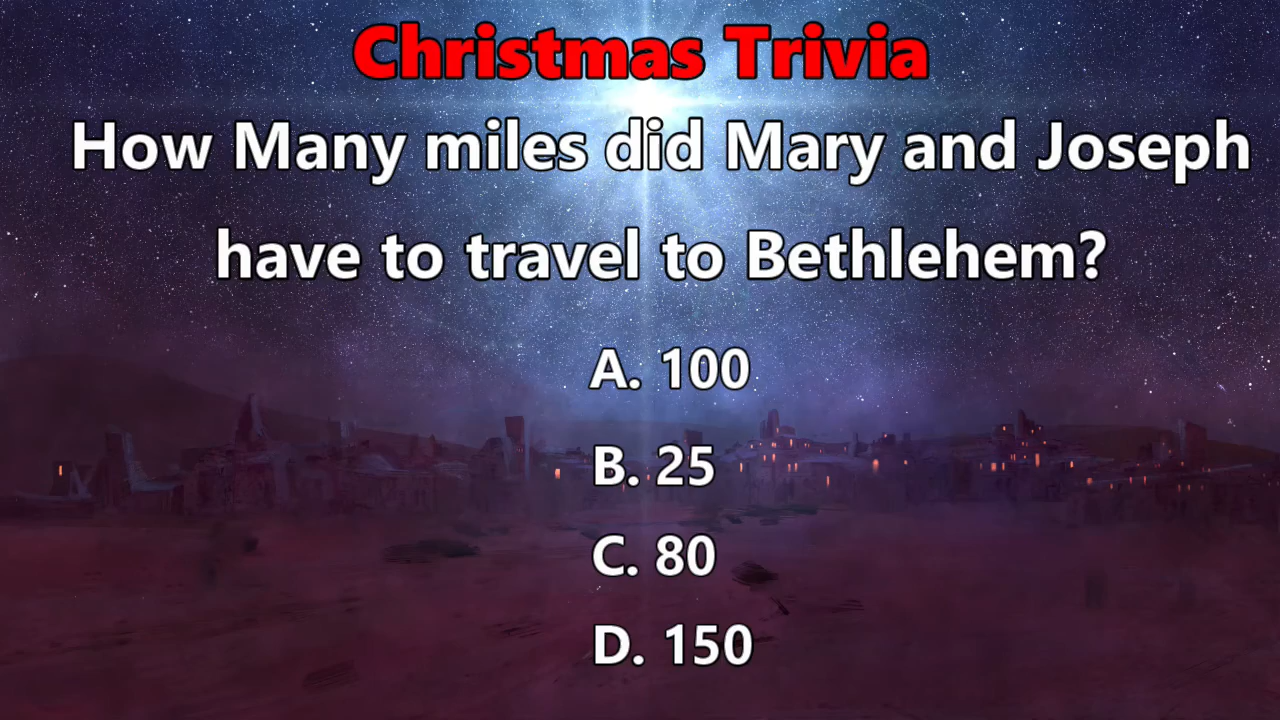 Christmas Trivia
How Many miles did Mary and Joseph
have to travel to Bethlehem?
A. 100
B. 25
C. 80
D. 150